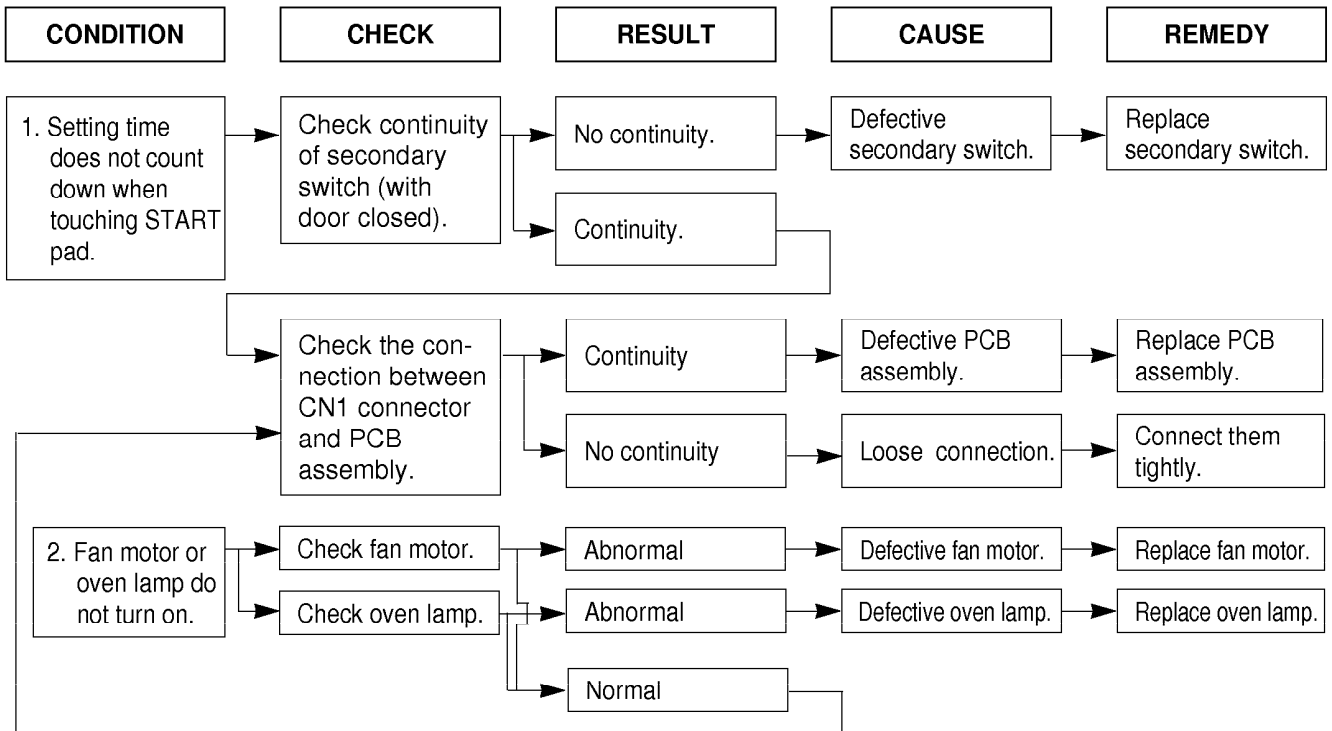 CONDITION
CHECK
RESULT
CAUSE
REMEDY
1. Setting time
does not count
down when
touching START
pad.
Check continuity
of secondary
switch (with
door closed).
No continuity.
Defective
secondary switch.
Replace
secondary switch.
Continuity.
Check the con-
nection between
CN1 connector
and PCB
assembly.
Continuity
Defective PCB
assembly.
Replace PCB
assembly.
No continuity
Loose connection.
Connect them
tightly.
2. Fan motor or
oven lamp do
not turn on.
Check fan motor.
Abnormal
Defective fan motor.
Replace fan motor.
Check oven lamp.
Abnormal
Defective oven lamp.
Replace oven lamp.
Normal